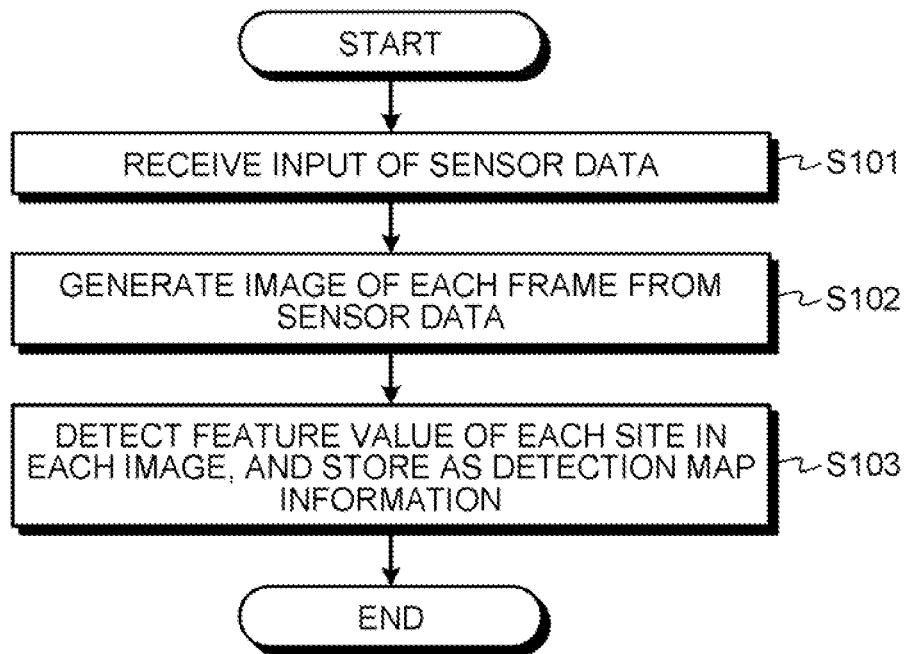 START
RECEIVE INPUT OF SENSOR DATA
S101
GENERATE IMAGE OF EACH FRAME FROM
SENSOR DATA
S102
DETECT FEATURE VALUE OF EACH SITE IN
EACH IMAGE, AND STORE AS DETECTION MAP
INFORMATION
S103
END